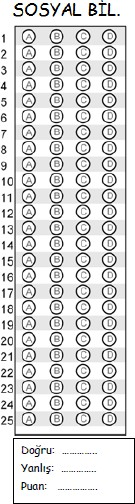 SOSYAL BİL.
1 A B C D
2 A B C D
3 A B C D
4 A B C D
5 A B C D
6 A B C D
7 A B C D
8 A B C D
9 A B C D
10 A B C D
11 A B C D
12 A B C D
13 A B C D
14 A B C D
15 A B C D
16 A B C D
17 A B C D
18 A B C D
19 A B C D
20 A B C D
21 A B C D
22 A B C D
23 A B C D
24 A B C D
25 A B C D
Doğru: ..............
Yanlış: ..............
Puan: ..............